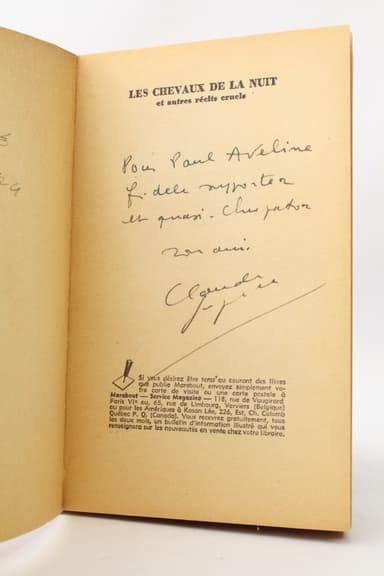 LES CHEVAUX DE LA NUIT
et autres récits cruels
Pour Paul Aveline
fidèle supporter
et quasi-
son ami.
Claude
Si vous désirez être tenu au courant des livres
que publie Marabout, envoyez simplement vo-
tre carte de visite ou une carte postale à
Marabout — Service Magazine — 118, rue de Vaugirard
Paris VIe ou, 65, rue de Limbourg, Verviers (Belgique)
ou pour les Amériques à Kasan Lée, 226, Est, Ch. Colomb
Québec P. Q. (Canada). Vous recevrez gratuitement, tous
les deux mois, un bulletin d'information illustré qui vous
renseignera sur les nouveautés en vente chez votre libraire.